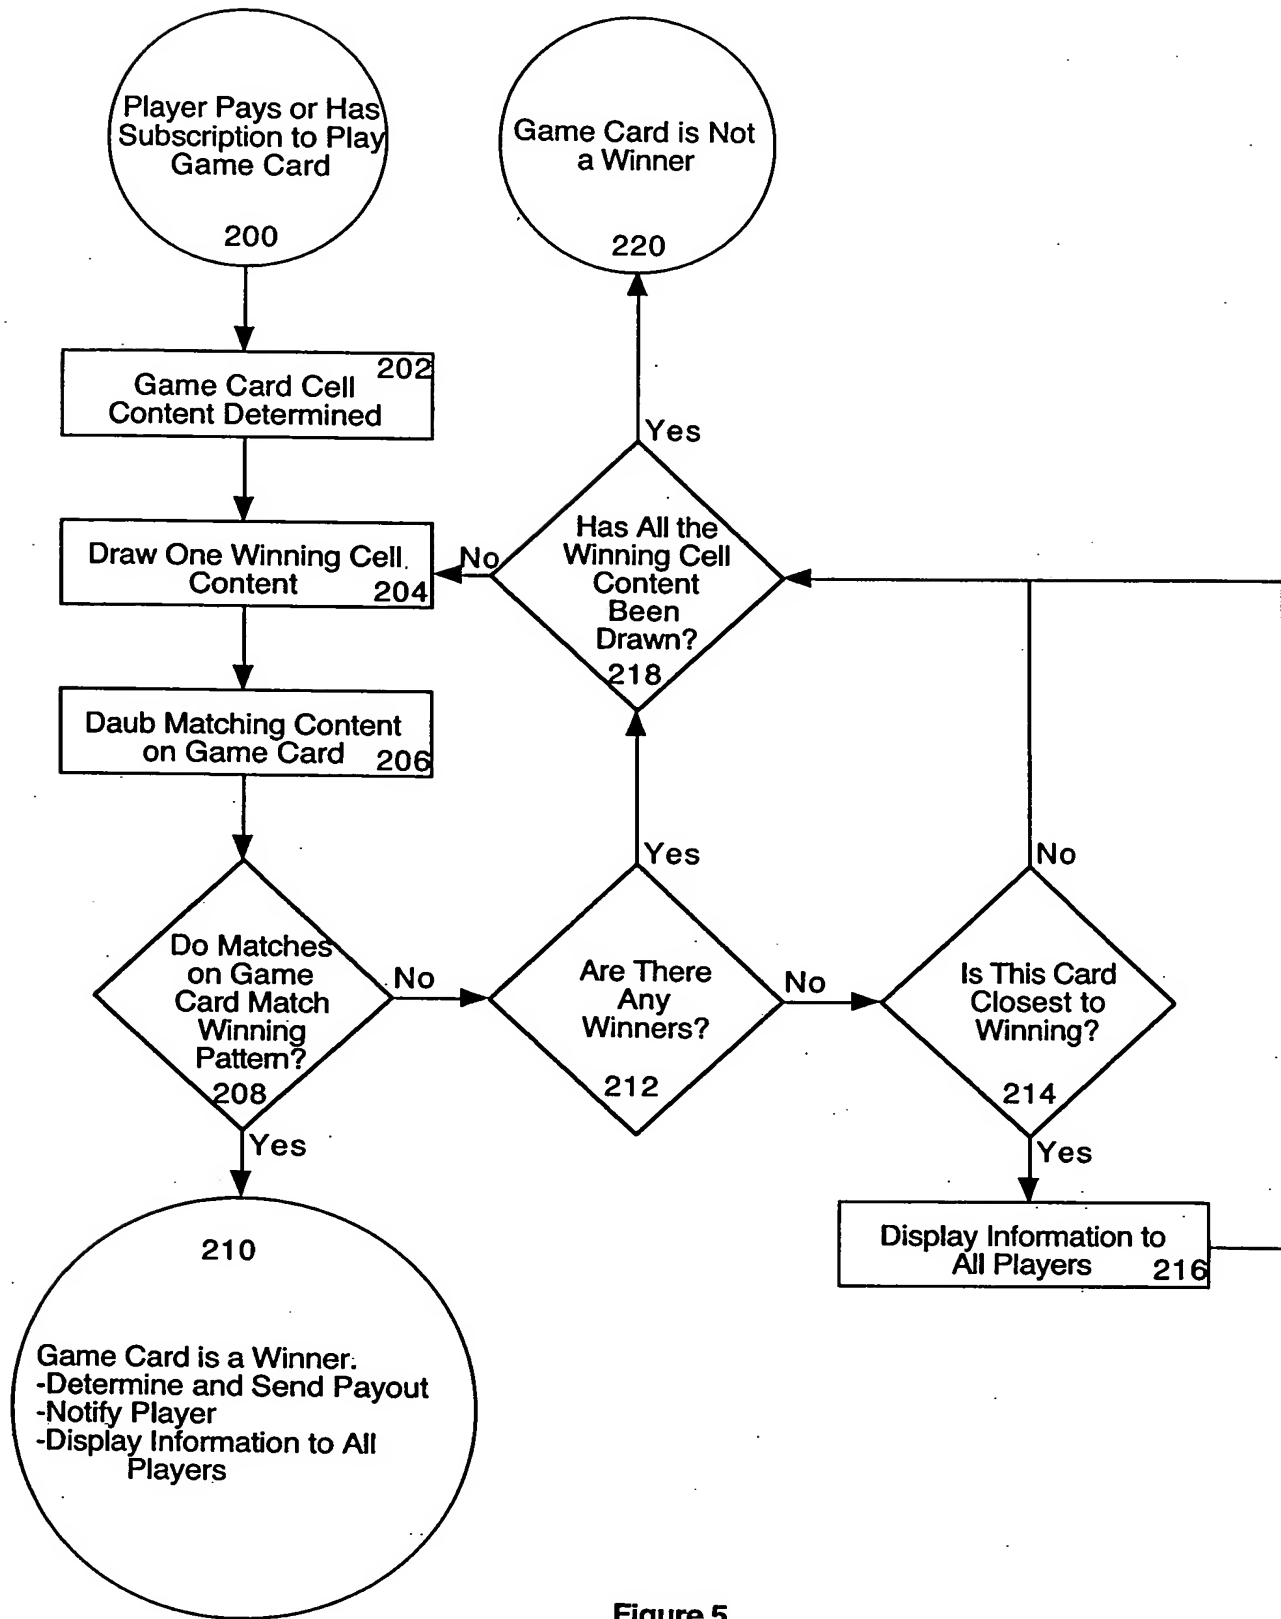 Player Pays or Has
Subscription to Play
Game Card
200
Game Card is Not
a Winner
220
202
Game Card Cell
Content Determined
Yes
Draw One Winning Cell
Content
204
No
Has All the
Winning Cell
Content
Been
Drawn?
218
Daub Matching Content
on Game Card
206
Yes
No
Do Matches
on Game
Card Match
Winning
Pattern?
208
No
Are There
Any
Winners?
212
No
Is This Card
Closest to
Winning?
214
Yes
Yes
210
Display Information to
All Players
216
Game Card is a Winner.
-Determine and Send Payout
-Notify Player
-Display Information to All
Players
Figure 5